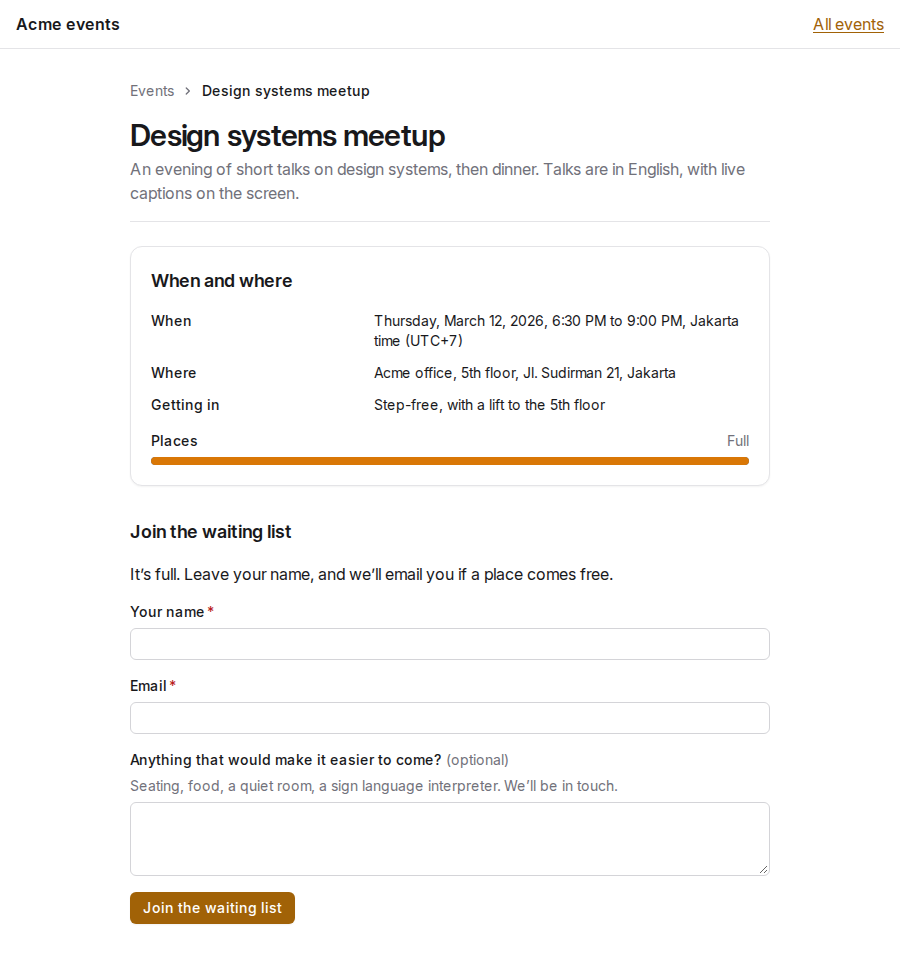 Acme events
All events
Events
Design systems meetup
Design systems meetup
An evening of short talks on design systems, then dinner. Talks are in English, with live
captions on the screen.
When and where
When
Thursday, March 12, 2026, 6:30 PM to 9:00 PM, Jakarta
time (UTC+7)
Where
Acme office, 5th floor, Jl. Sudirman 21, Jakarta
Getting in
Step-free, with a lift to the 5th floor
Places
Full
Join the waiting list
It’s full. Leave your name, and we’ll email you if a place comes free.
Your name *
Email *
Anything that would make it easier to come? (optional)
Seating, food, a quiet room, a sign language interpreter. We’ll be in touch.
Join the waiting list